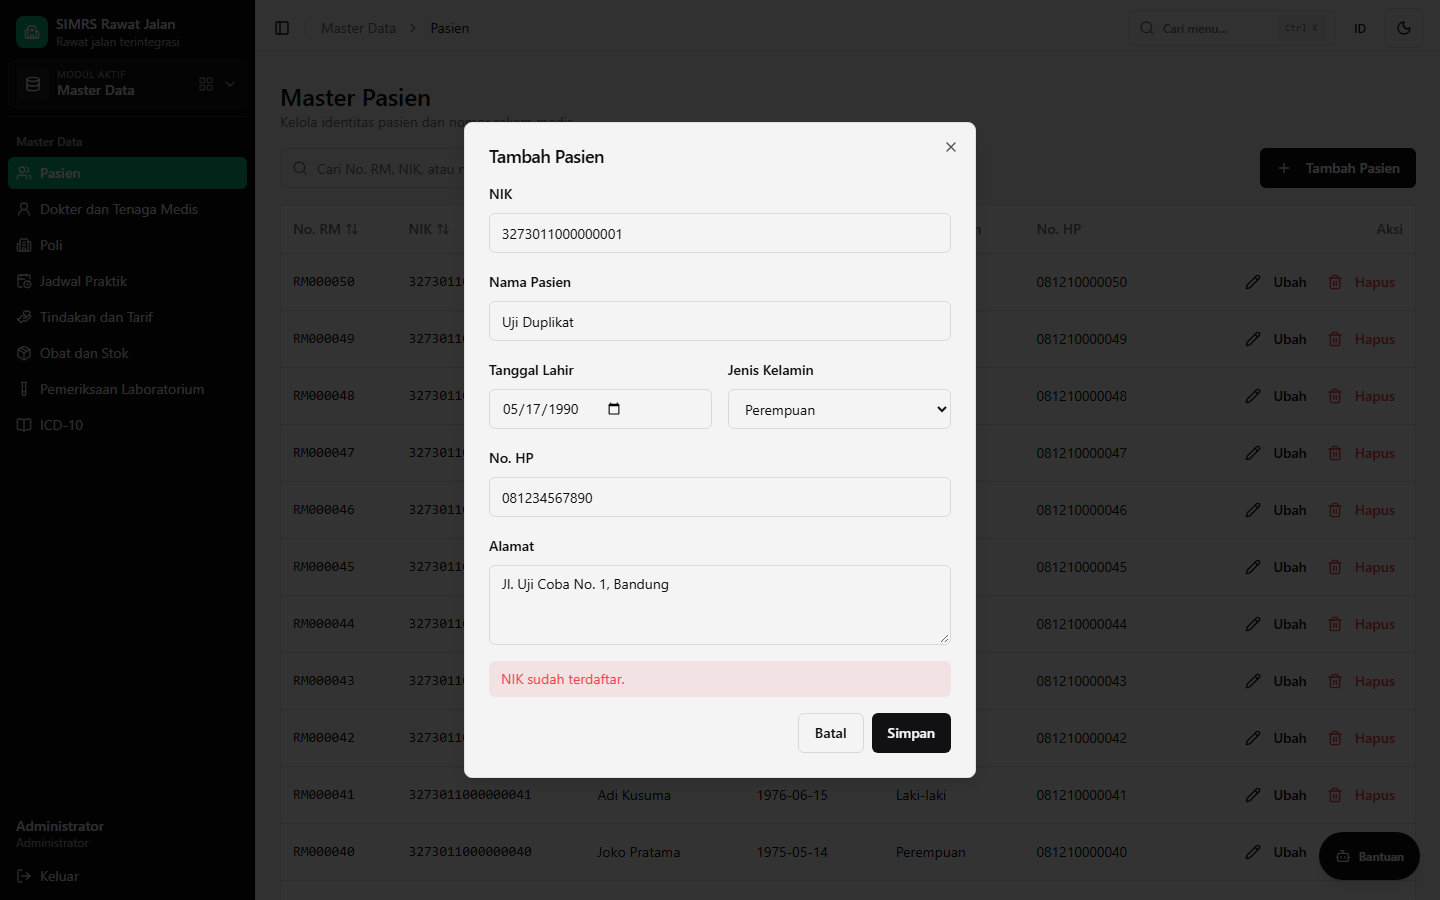 SIMRS Rawat Jalan
Rawat jalan terintegrasi
MODUL AKTIF
Master Data
Master Data
Pasien
Dokter dan Tenaga Medis
Poli
Jadwal Praktik
Tindakan dan Tarif
Obat dan Stok
Pemeriksaan Laboratorium
ICD-10
Administrator
Administrator
Keluar
Master Data > Pasien
Cari menu... Ctrl K
ID
Master Pasien
Kelola identitas pasien dan
Cari No. RM, NIK, atau
Tambah Pasien
No. RM NIK No. HP Aksi
RM000050 081210000050 Ubah Hapus
RM000049 081210000049 Ubah Hapus
RM000048 081210000048 Ubah Hapus
RM000047 081210000047 Ubah Hapus
RM000046 081210000046 Ubah Hapus
RM000045 081210000045 Ubah Hapus
RM000044 081210000044 Ubah Hapus
RM000043 081210000043 Ubah Hapus
RM000042 081210000042 Ubah Hapus
RM000041 3273011000000041 Adi Kusuma 1976-06-15 Laki-laki 081210000041 Ubah Hapus
RM000040 3273011000000040 Joko Pratama 1975-05-14 Perempuan 081210000040 Ubah
Bantuan
Tambah Pasien
NIK
3273011000000001
Nama Pasien
Uji Duplikat
Tanggal Lahir Jenis Kelamin
05/17/1990 Perempuan
No. HP
081234567890
Alamat
Jl. Uji Coba No. 1, Bandung
NIK sudah terdaftar.
Batal Simpan